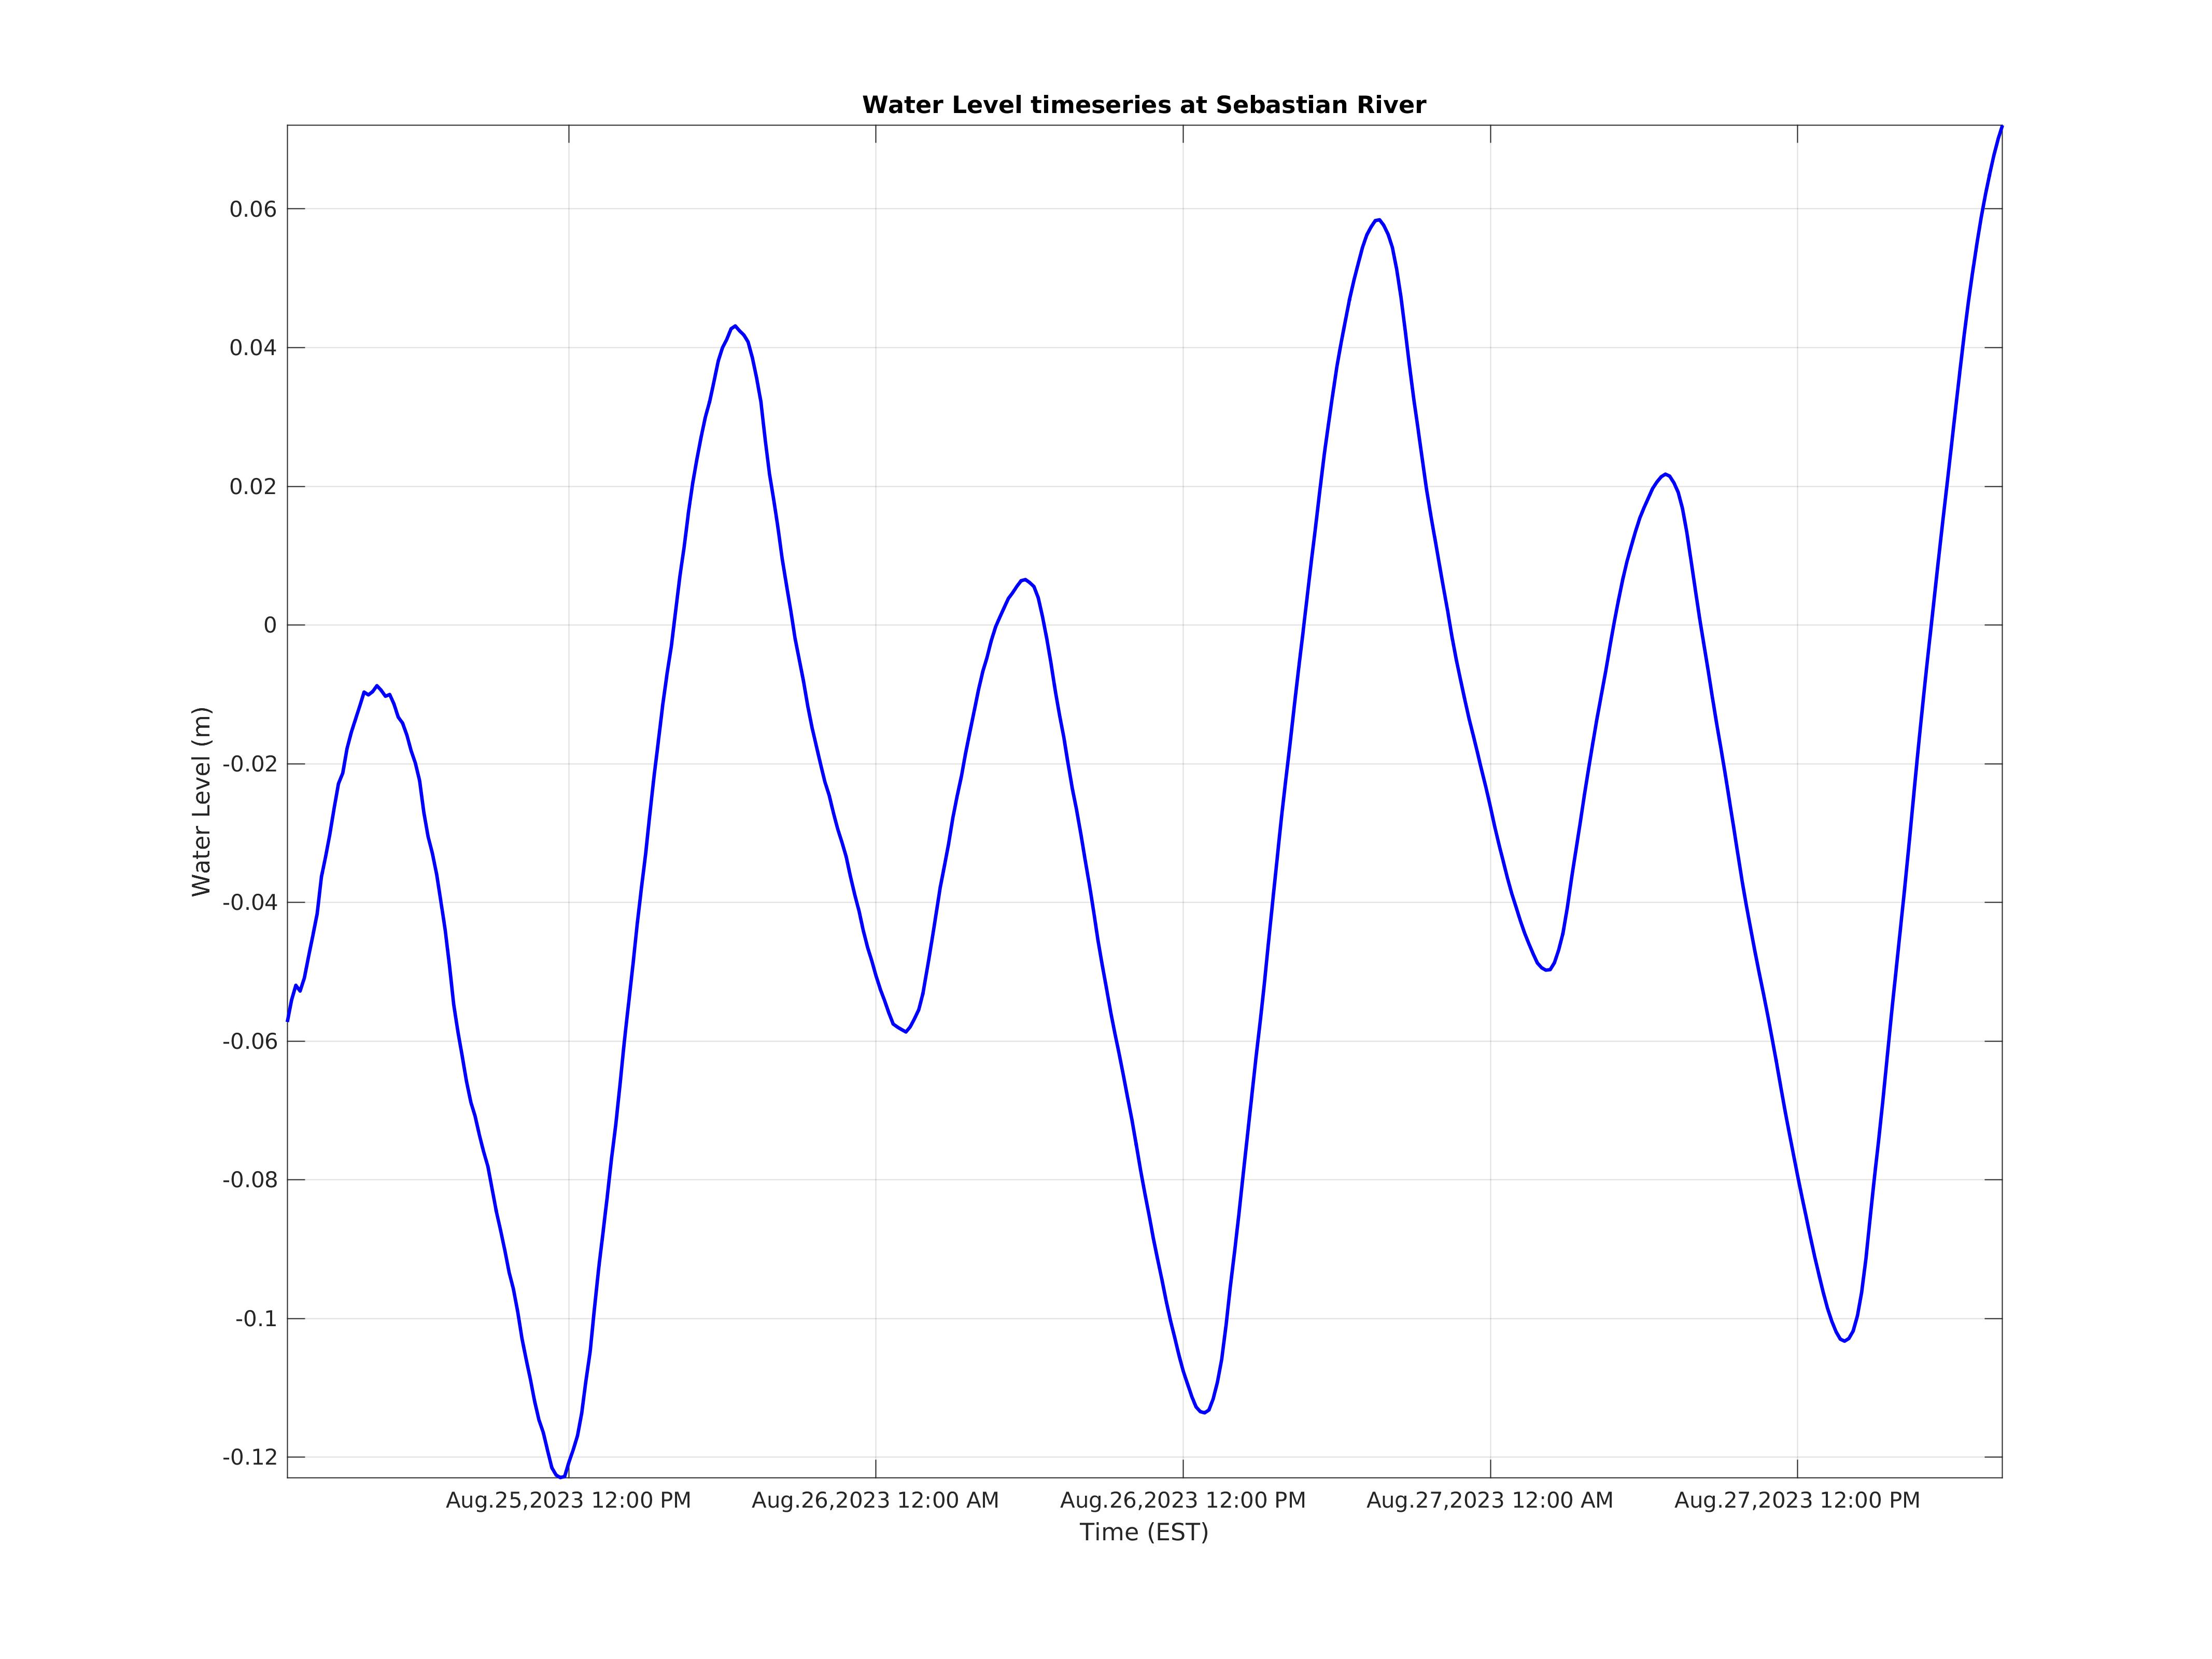 Water Level timeseries at Sebastian River
0.06
0.04
0.02
0
-0.02
-0.04
-0.06
-0.08
-0.1
-0.12
Water Level (m)
Aug.25,2023 12:00 PM
Aug.26,2023 12:00 AM
Aug.26,2023 12:00 PM
Aug.27,2023 12:00 AM
Aug.27,2023 12:00 PM
Time (EST)